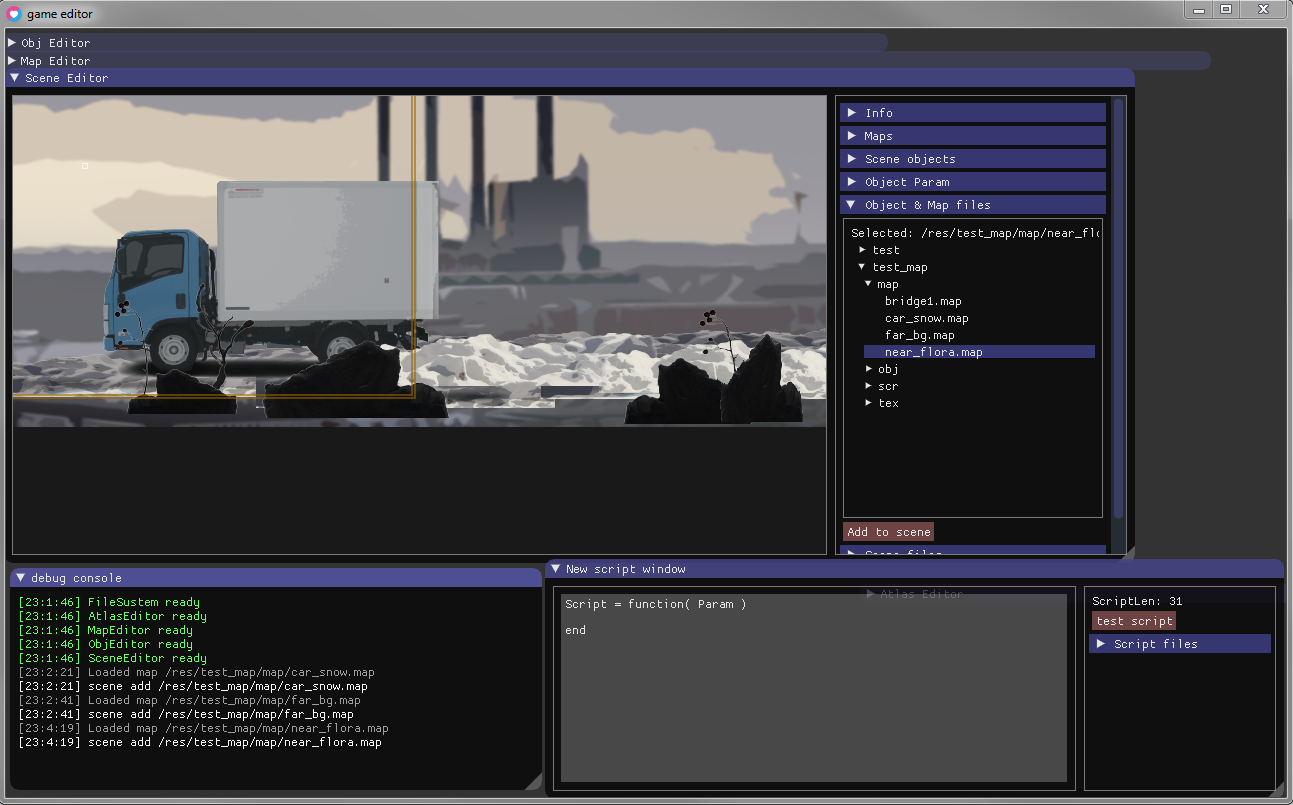 game editor
Obj Editor
Map Editor
Scene Editor
Info
Maps
Scene objects
Object Param
Object & Map files
Selected: /res/test_map/map/near_flo
test
test_map
map
bridge1.map
car_snow.map
far_bg.map
near_flora.map
obj
scr
tex
Add to scene
Scene files
debug console
[23:1:46] FileSustem ready
[23:1:46] AtlasEditor ready
[23:1:46] MapEditor ready
[23:1:46] ObjEditor ready
[23:1:46] SceneEditor ready
[23:2:21] Loaded map /res/test_map/map/car_snow.map
[23:2:21] scene add /res/test_map/map/car_snow.map
[23:2:41] Loaded map /res/test_map/map/far_bg.map
[23:2:41] scene add /res/test_map/map/far_bg.map
[23:4:19] Loaded map /res/test_map/map/near_flora.map
[23:4:19] scene add /res/test_map/map/near_flora.map
New script window
Atlas Editor
Script = function( Param )
end
ScriptLen: 31
test script
Script files